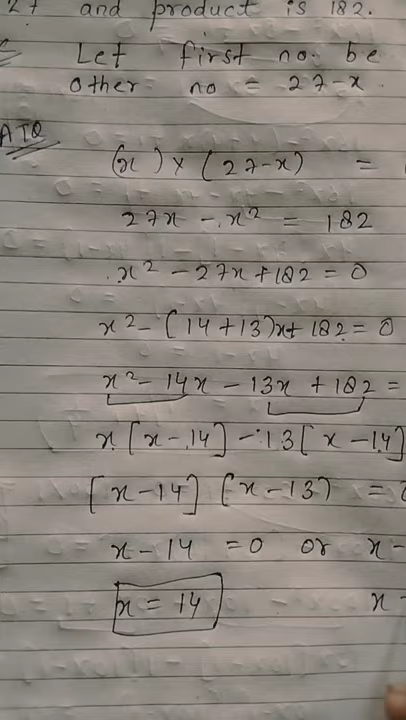 27 and product is 182.
Let first no. be
other no = 27-x
ATQ
(x) × (27-x) =
27x - x² = 182
x² - 27x + 182 = 0
x² - (14+13)x + 182 = 0
x² - 14x - 13x + 182 =
x [x-14] - 13 [x-14]
[x-14] (x-13) =
x-14 = 0 or x-
x = 14 x